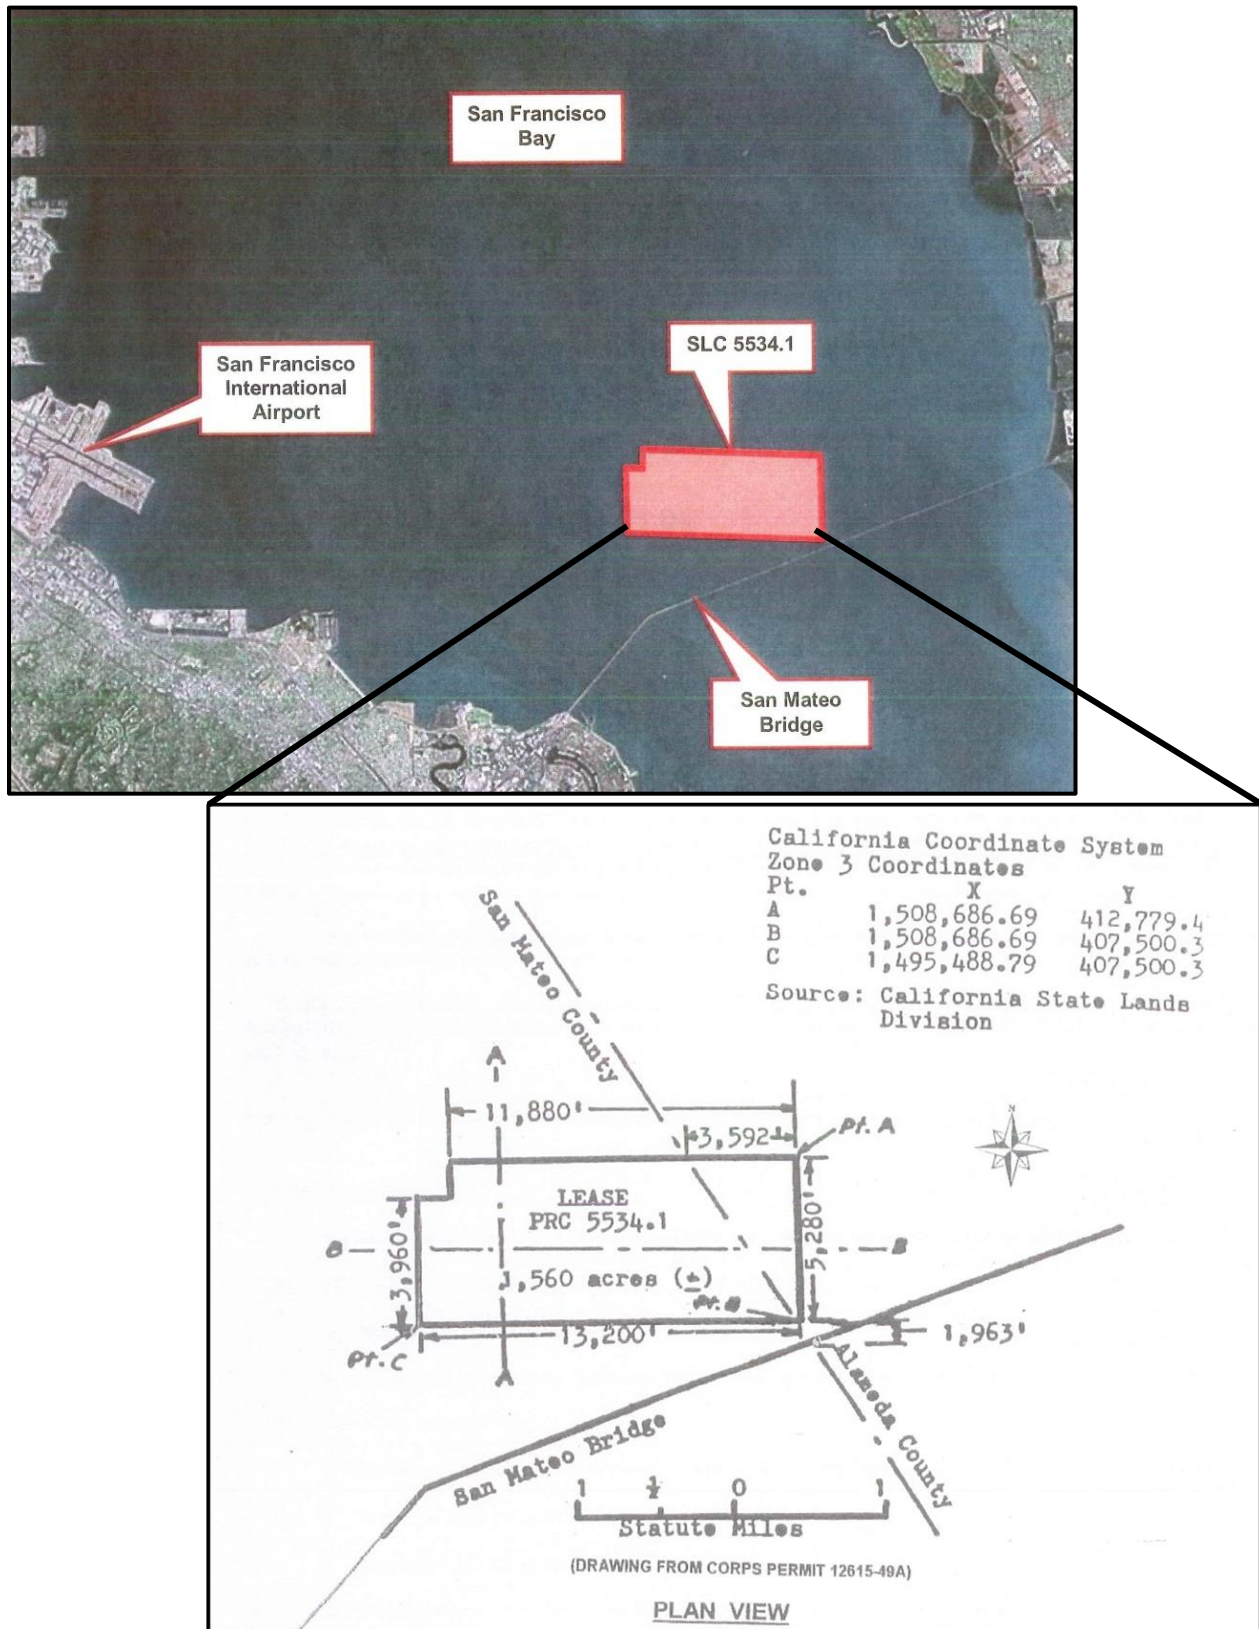 San Francisco
Bay
SLC 5534.1
San Francisco
International
Airport
San Mateo
Bridge
California Coordinate System
Zone 3 Coordinates
Pt. X Y
A 1,508,686.69 412,779.4
B 1,508,686.69 407,500.3
C 1,495,488.79 407,500.3
Source: California State Lands
Division
San Mateo County
N
A
11,880'
3,592'
Pt. A
LEASE
PRC 5534.1
3,960'
5,280'
B
B
1,560 acres (±)
Pt. B
13,200'
1,963'
Pt. C
A
Alameda County
San Mateo Bridge
1 ½ 0 1
Statute Miles
(DRAWING FROM CORPS PERMIT 12615-49A)
PLAN VIEW